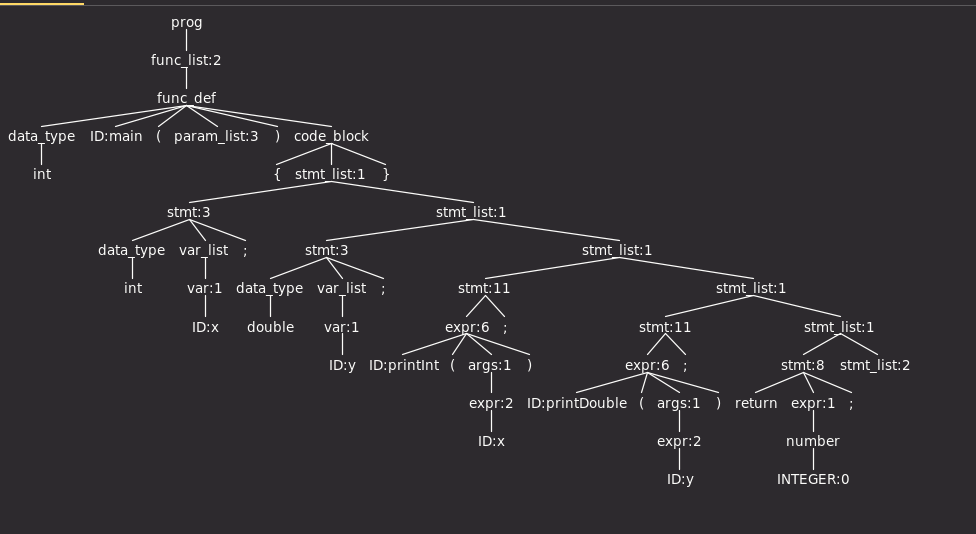 prog
func_list:2
func_def
data_type ID:main ( param_list:3 ) code_block
int { stmt_list:1 }
stmt:3 stmt_list:1
data_type var_list ; stmt:3 stmt_list:1
int var:1 data_type var_list ; stmt:11 stmt_list:1
ID:x double var:1 expr:6 ; stmt:11 stmt_list:1
ID:y ID:printInt ( args:1 ) expr:6 ; stmt:8 stmt_list:2
expr:2 ID:printDouble ( args:1 ) return expr:1 ;
ID:x expr:2 number
ID:y INTEGER:0